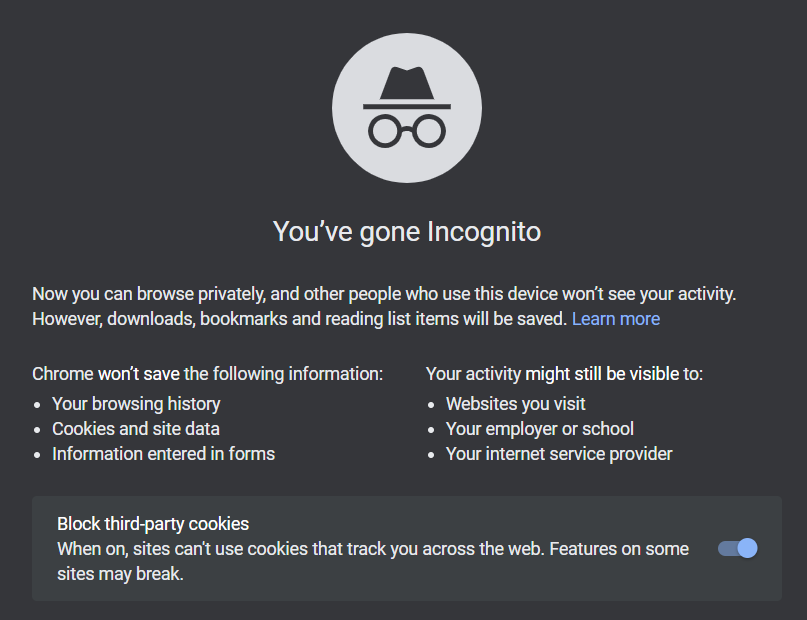 You’ve gone Incognito
Now you can browse privately, and other people who use this device won’t see your activity.
However, downloads, bookmarks and reading list items will be saved. Learn more
Chrome won’t save the following information:
• Your browsing history
• Cookies and site data
• Information entered in forms
Your activity might still be visible to:
• Websites you visit
• Your employer or school
• Your internet service provider
Block third-party cookies
When on, sites can't use cookies that track you across the web. Features on some
sites may break.